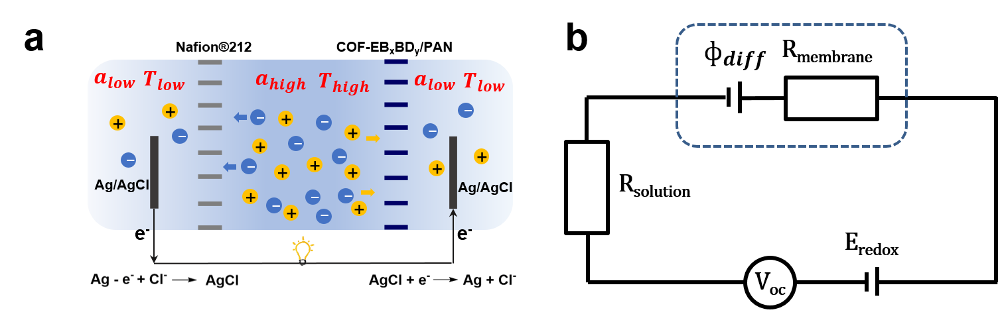 a
Nafion®212
COF-EBxBDy/PAN
alow Tlow
ahigh Thigh
alow Tlow
Ag/AgCl
Ag/AgCl
e-
e-
Ag - e- + Cl- → AgCl
AgCl + e- → Ag + Cl-
b
ϕdiff
Rmembrane
Rsolution
Eredox
Voc